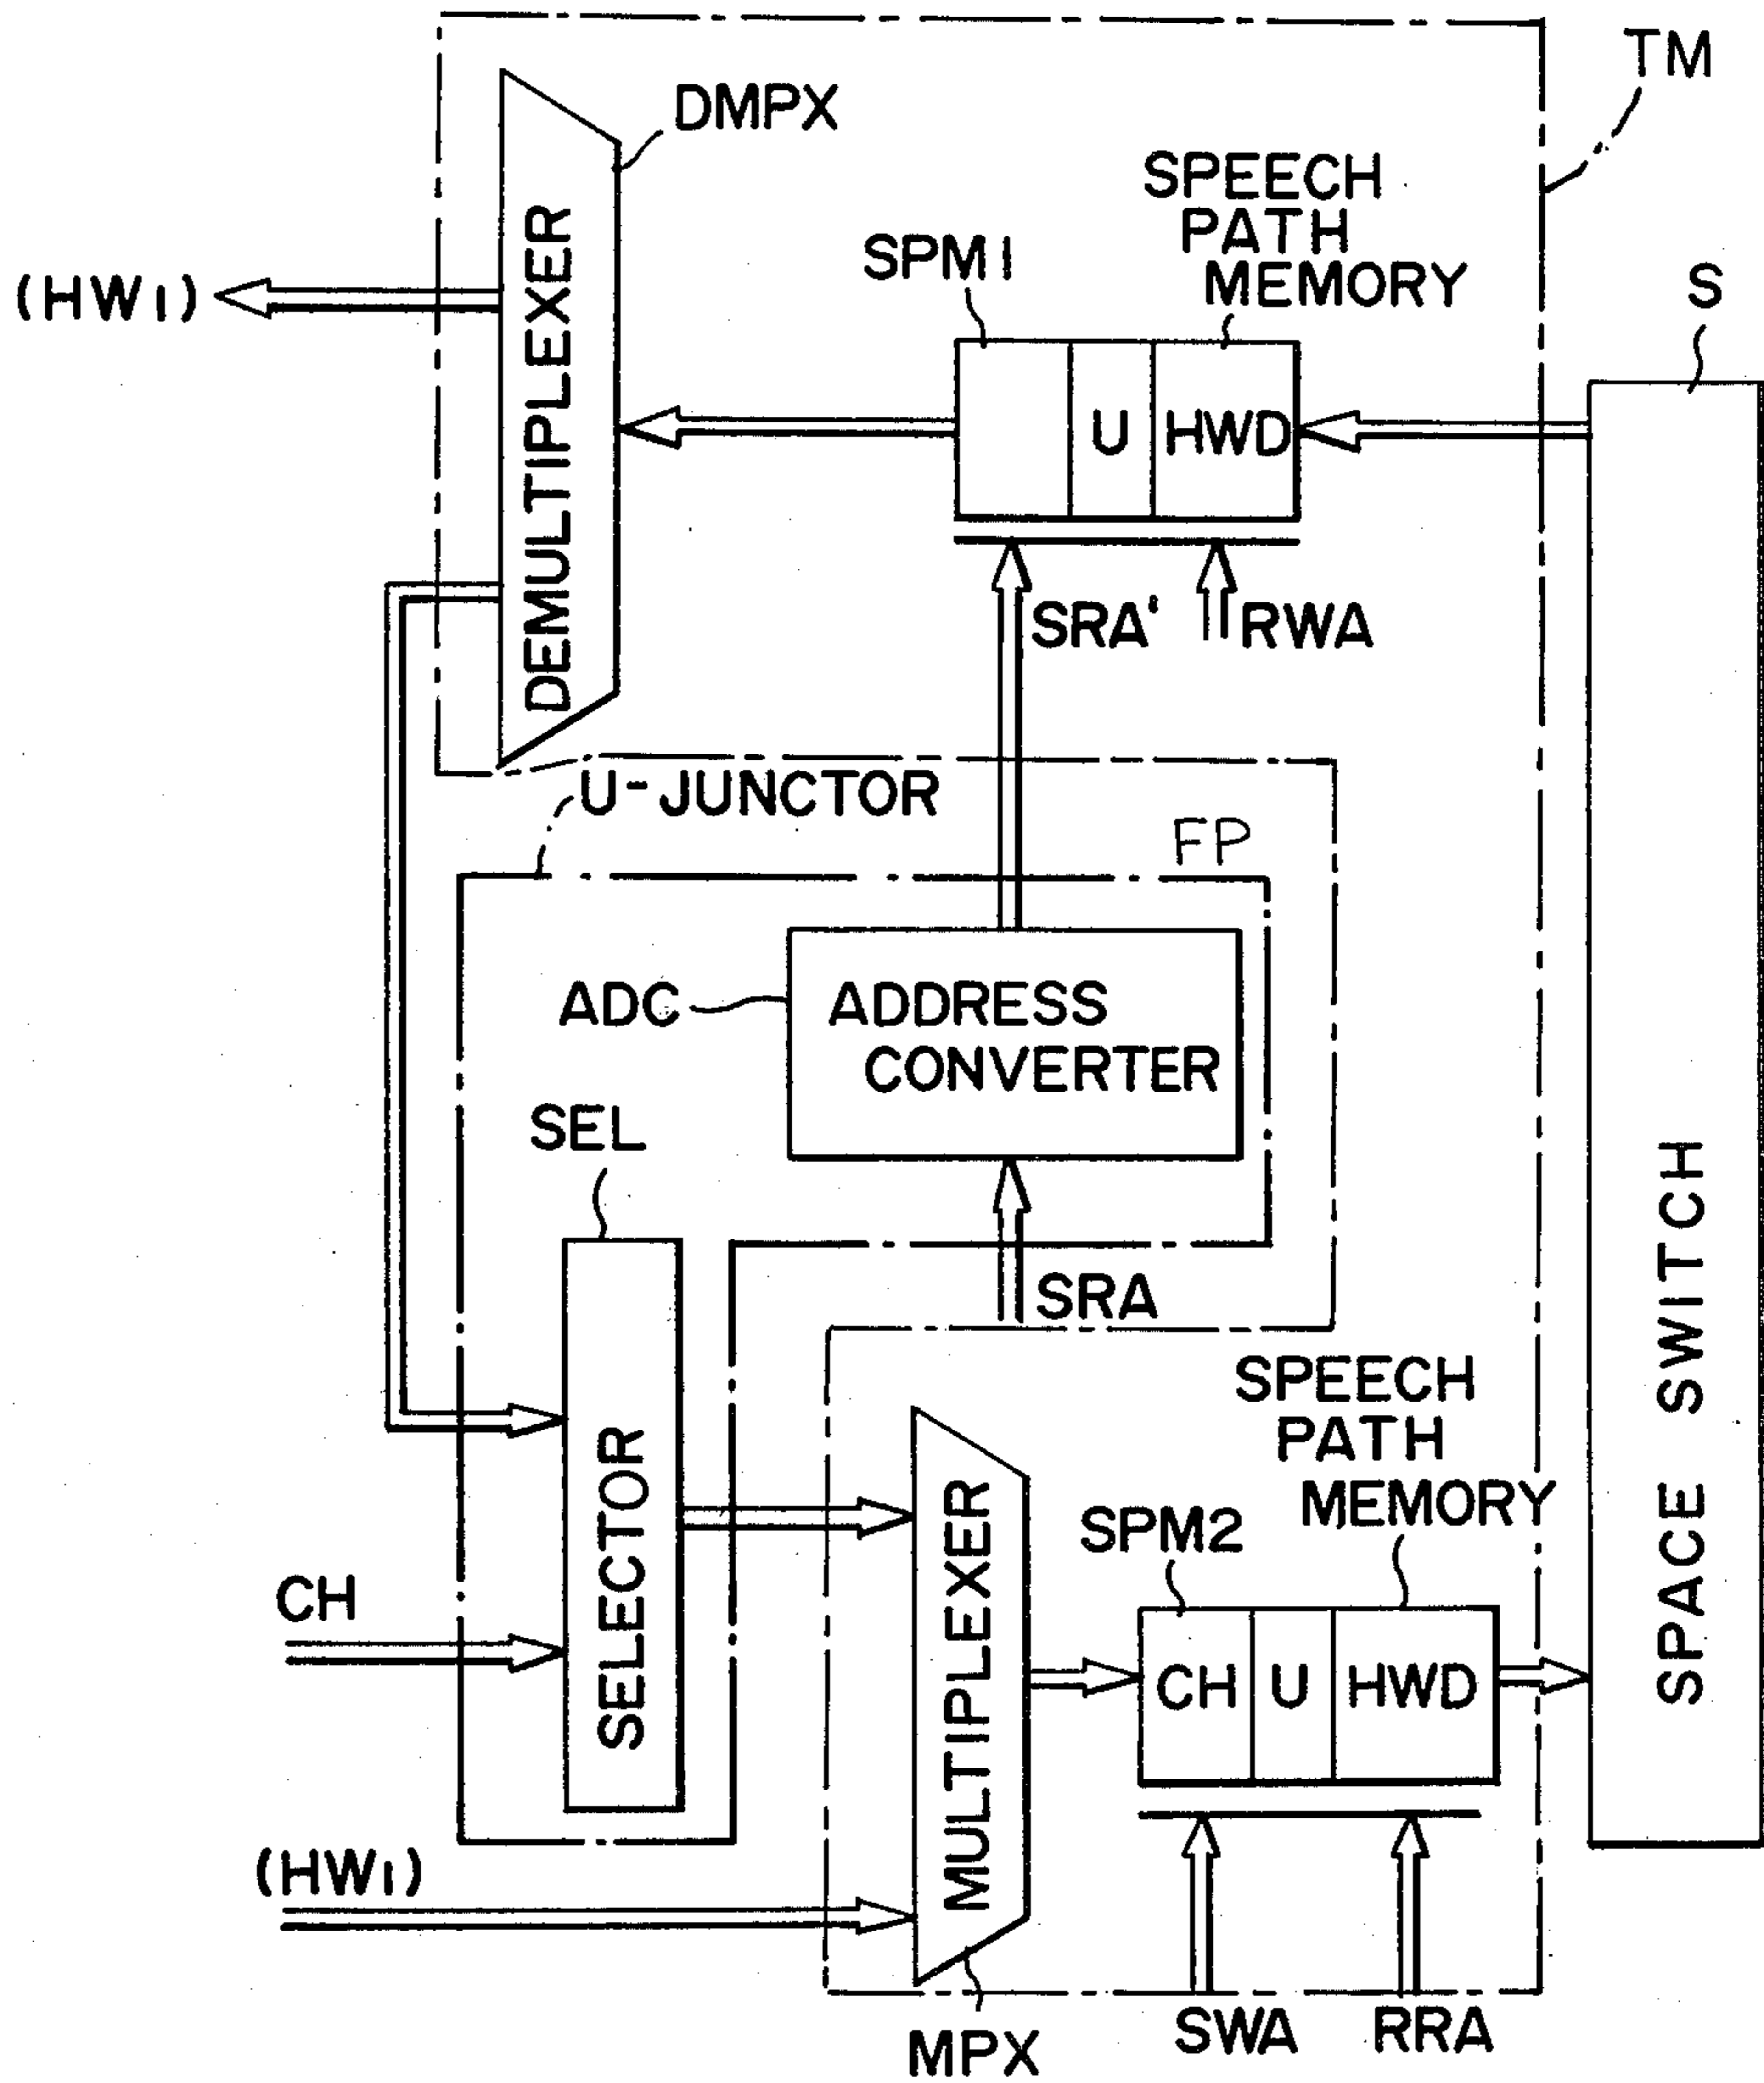 TM
DMPX
SPEECH
PATH
MEMORY
SPM1
S
(HW1)
DEMULTIPLEXER
U
HWD
SRA'
RWA
U-JUNCTOR
FP
ADC
ADDRESS
CONVERTER
SEL
SRA
SPACE SWITCH
SPEECH
PATH
MEMORY
SPM2
SELECTOR
MULTIPLEXER
CH
CH
U
HWD
(HW1)
MPX
SWA
RRA